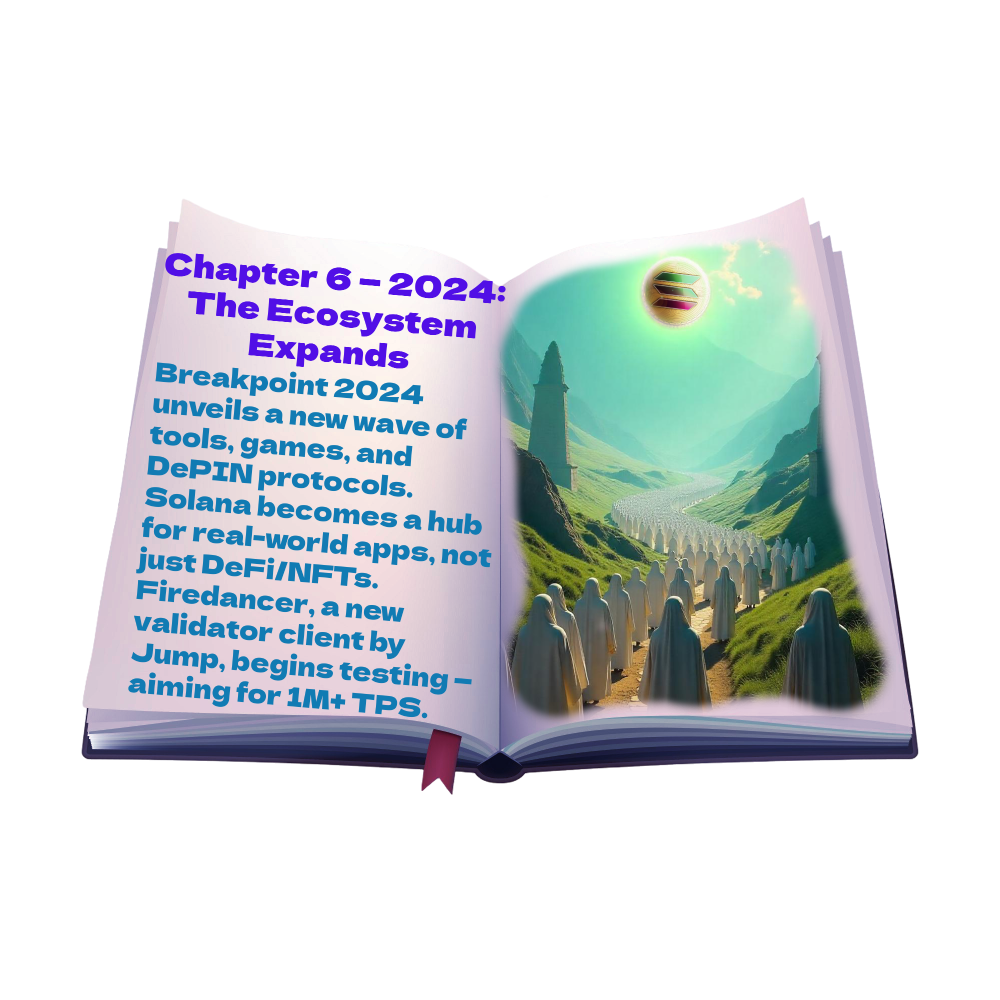 Chapter 6 – 2024:
The Ecosystem
Expands
Breakpoint 2024
unveils a new wave of
tools, games, and
DePIN protocols.
Solana becomes a hub
for real-world apps, not
just DeFi/NFTs.
Firedancer, a new
validator client by
Jump, begins testing –
aiming for 1M+ TPS.